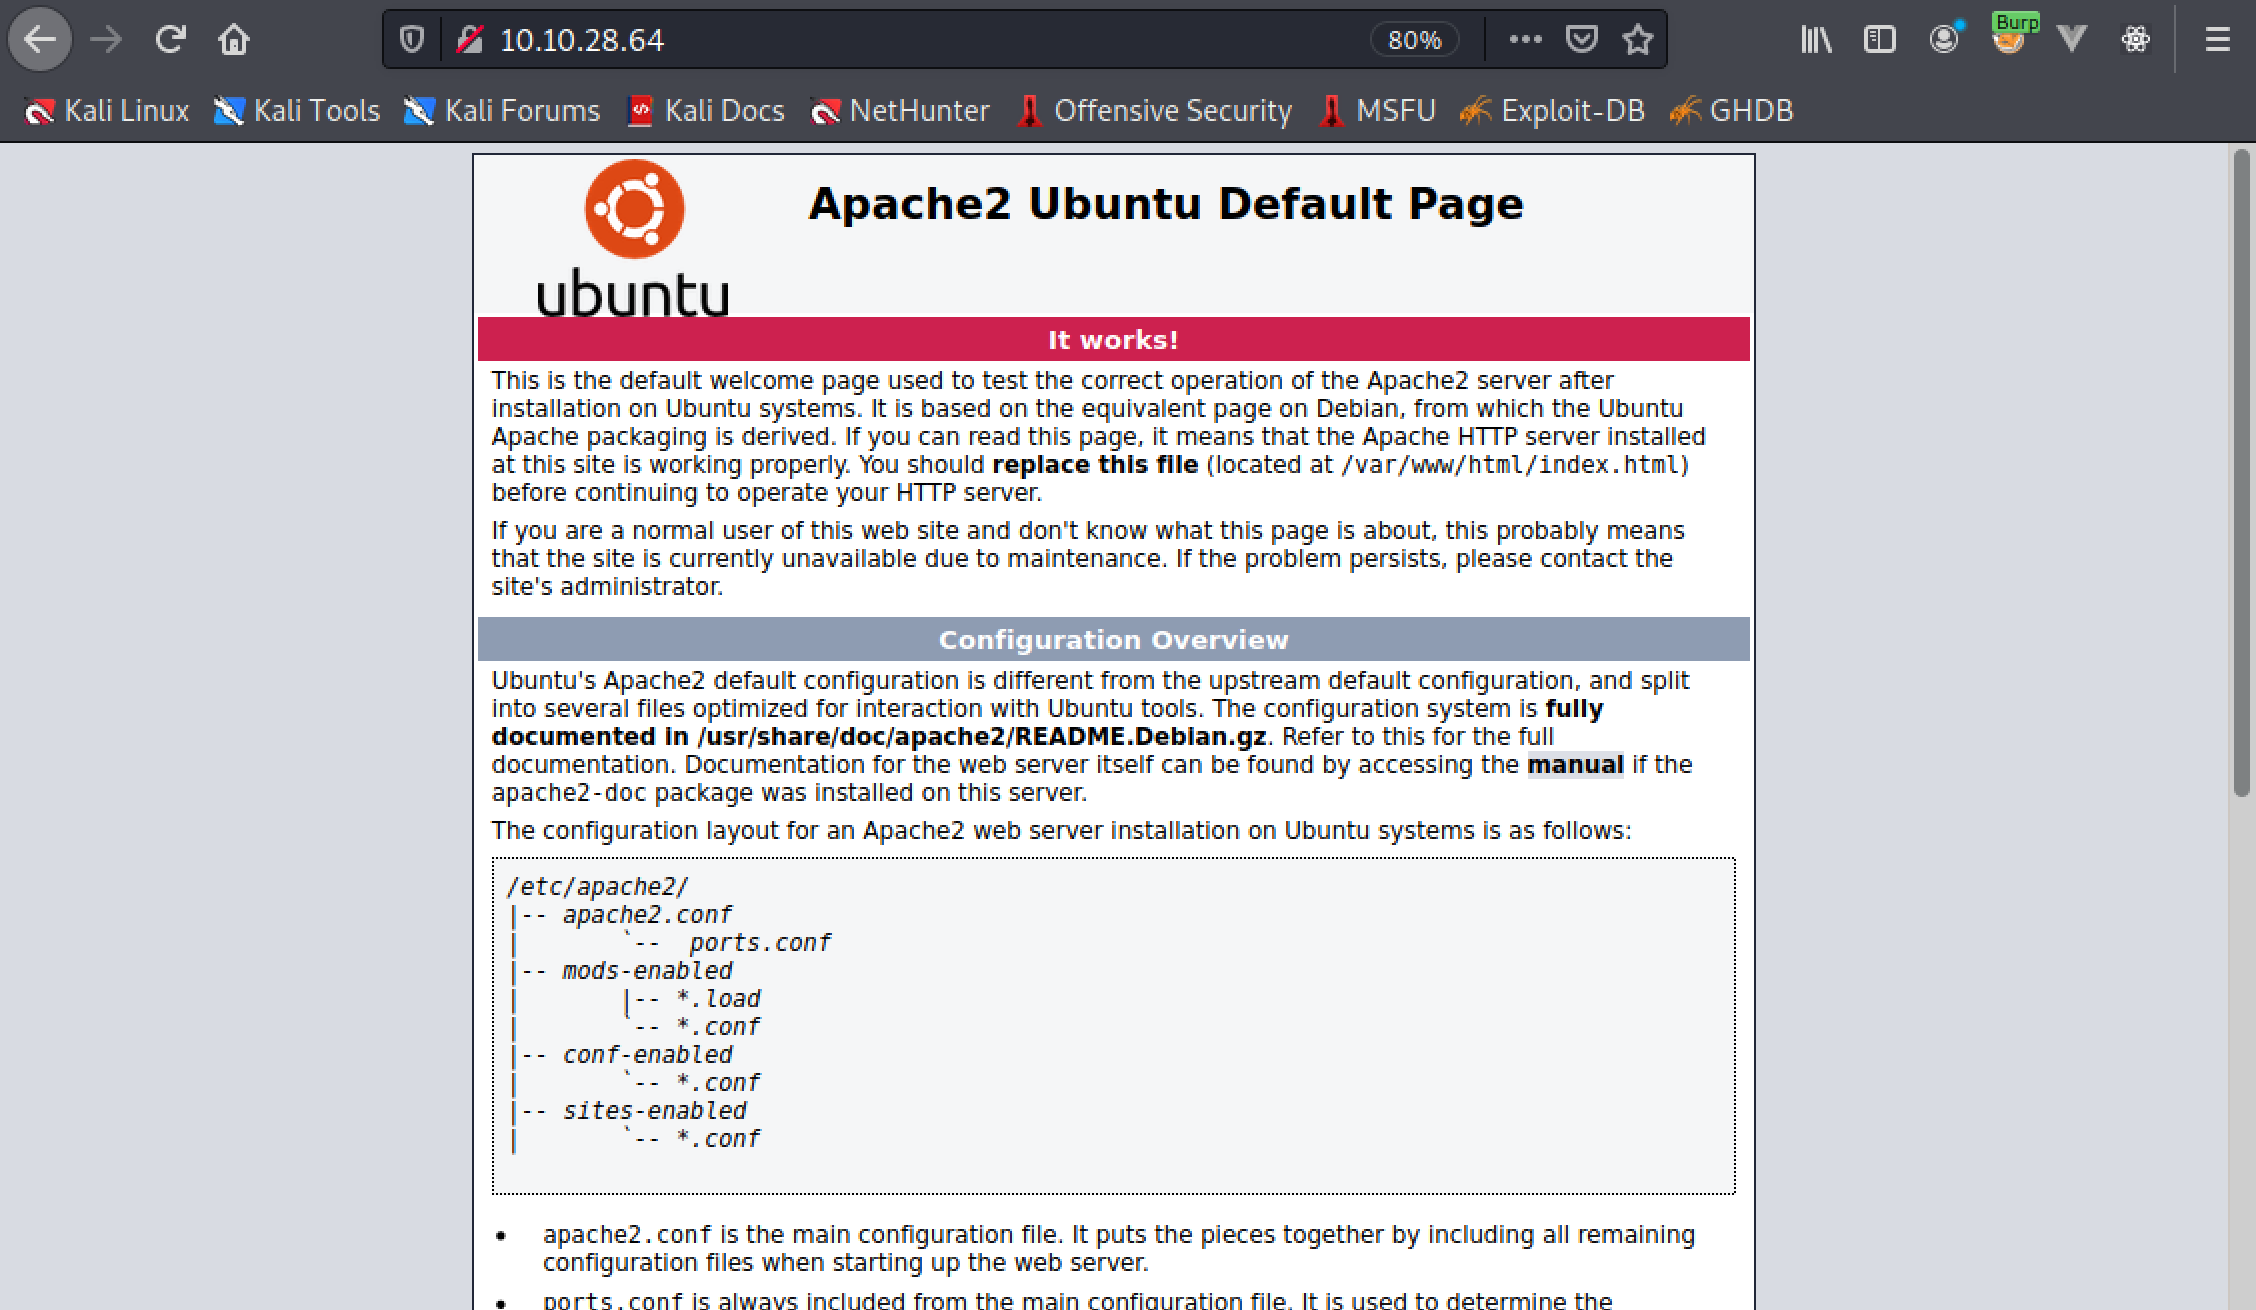 10.10.28.64
80%
Burp
Kali Linux
Kali Tools
Kali Forums
Kali Docs
NetHunter
Offensive Security
MSFU
Exploit-DB
GHDB
ubuntu
Apache2 Ubuntu Default Page
It works!
This is the default welcome page used to test the correct operation of the Apache2 server after
installation on Ubuntu systems. It is based on the equivalent page on Debian, from which the Ubuntu
Apache packaging is derived. If you can read this page, it means that the Apache HTTP server installed
at this site is working properly. You should replace this file (located at /var/www/html/index.html)
before continuing to operate your HTTP server.
If you are a normal user of this web site and don't know what this page is about, this probably means
that the site is currently unavailable due to maintenance. If the problem persists, please contact the
site's administrator.
Configuration Overview
Ubuntu's Apache2 default configuration is different from the upstream default configuration, and split
into several files optimized for interaction with Ubuntu tools. The configuration system is fully
documented in /usr/share/doc/apache2/README.Debian.gz. Refer to this for the full
documentation. Documentation for the web server itself can be found by accessing the manual if the
apache2-doc package was installed on this server.
The configuration layout for an Apache2 web server installation on Ubuntu systems is as follows:
/etc/apache2/
|-- apache2.conf
|       `--  ports.conf
|-- mods-enabled
|       |-- *.load
|       `-- *.conf
|-- conf-enabled
|       `-- *.conf
|-- sites-enabled
|       `-- *.conf
• apache2.conf is the main configuration file. It puts the pieces together by including all remaining
configuration files when starting up the web server.
• ports.conf is always included from the main configuration file. It is used to determine the